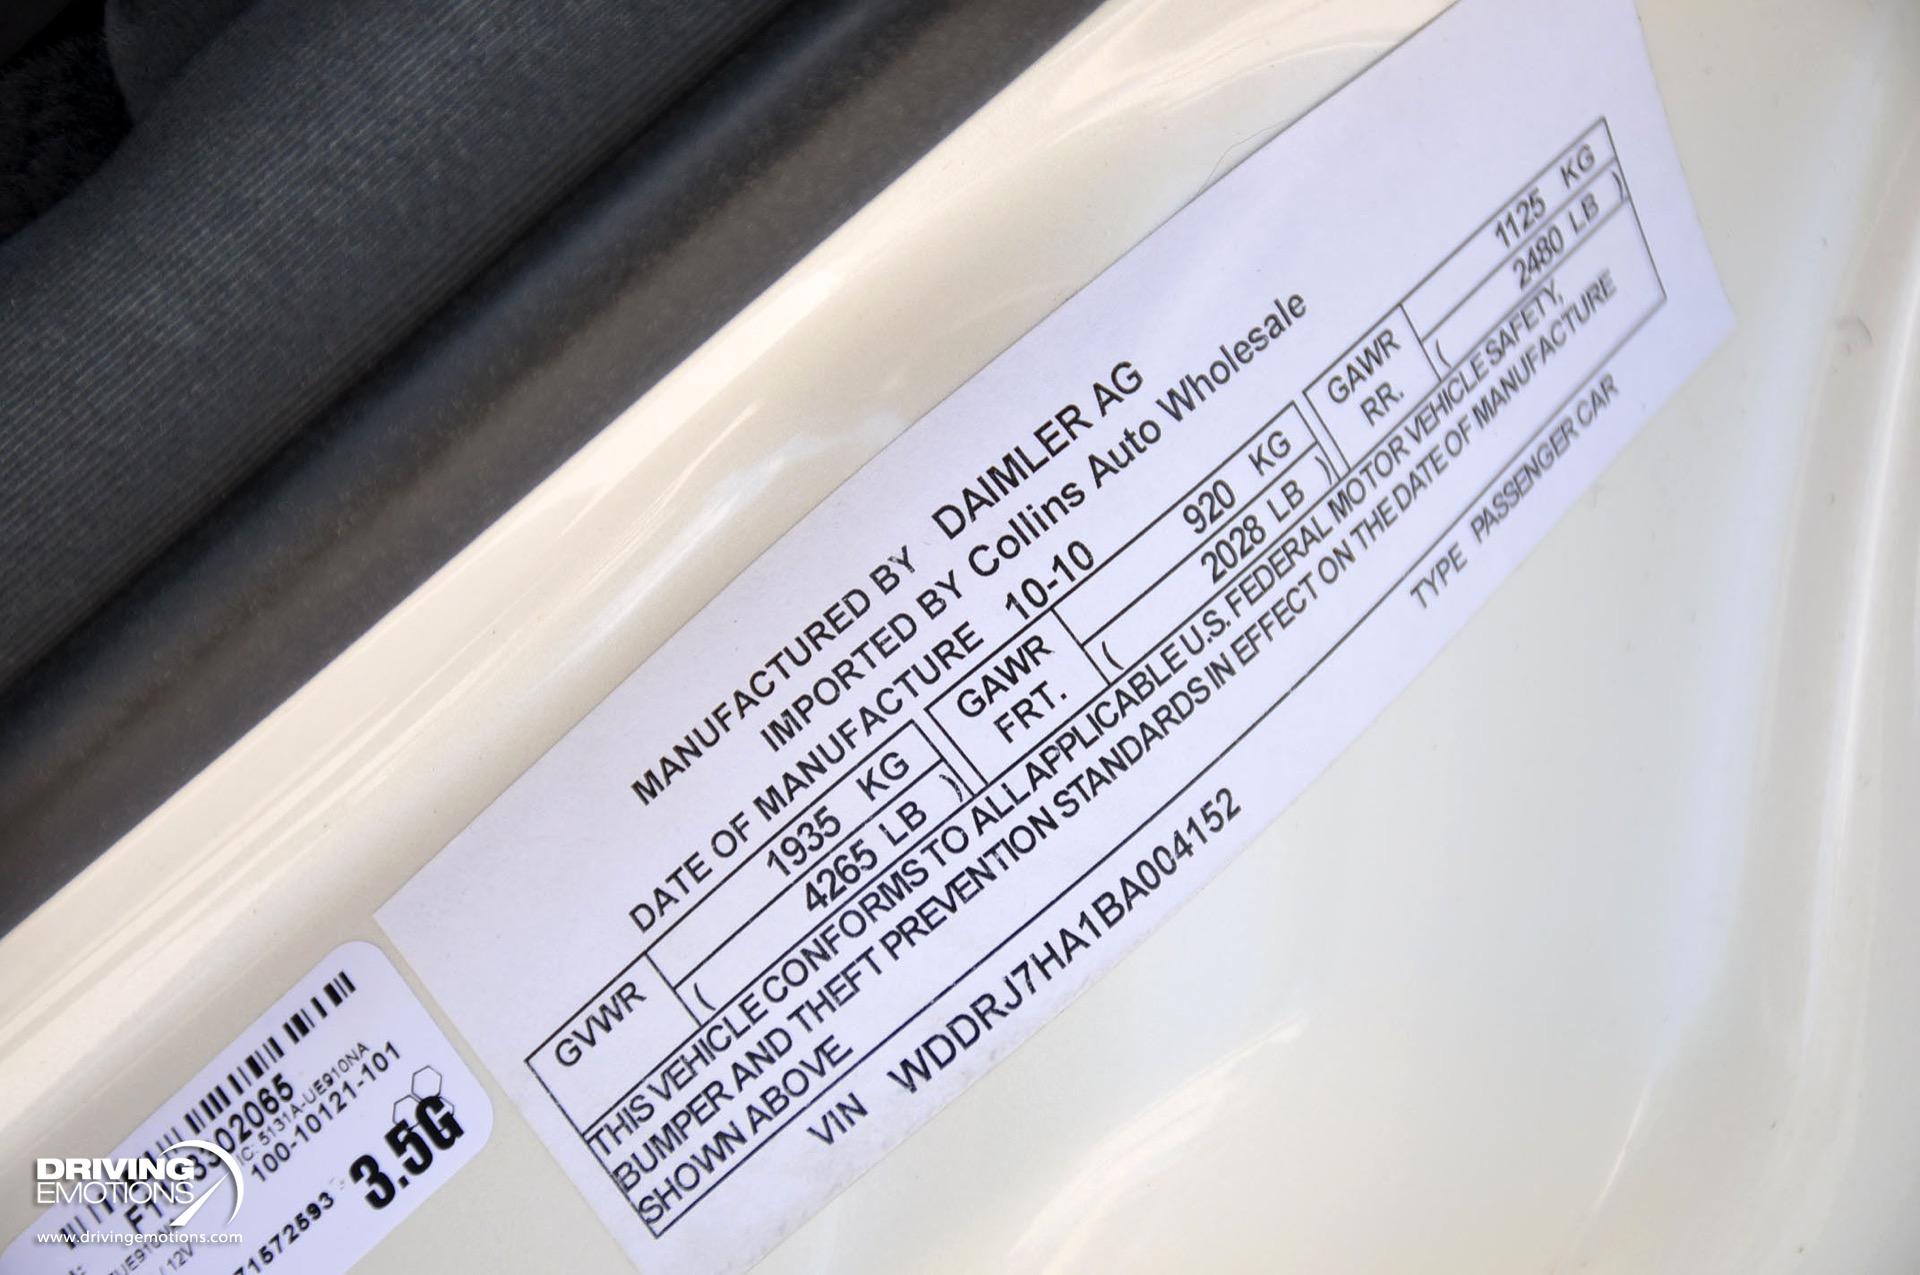 MANUFACTURED BY DAIMLER AG
IMPORTED BY Collins Auto Wholesale
DATE OF MANUFACTURE 10-10
GVWR 1935 KG
( 4265 LB )
GAWR FRT. 920 KG
( 2028 LB )
GAWR RR. 1125 KG
( 2480 LB )
THIS VEHICLE CONFORMS TO ALL APPLICABLE U.S. FEDERAL MOTOR VEHICLE SAFETY,
BUMPER AND THEFT PREVENTION STANDARDS IN EFFECT ON THE DATE OF MANUFACTURE
SHOWN ABOVE
VIN WDDRJ7HA1BA004152 TYPE PASSENGER CAR
IC: 5131A-UE910NA
100-10121-101
3.5G
DRIVING
EMOTIONS
www.drivingemotions.com